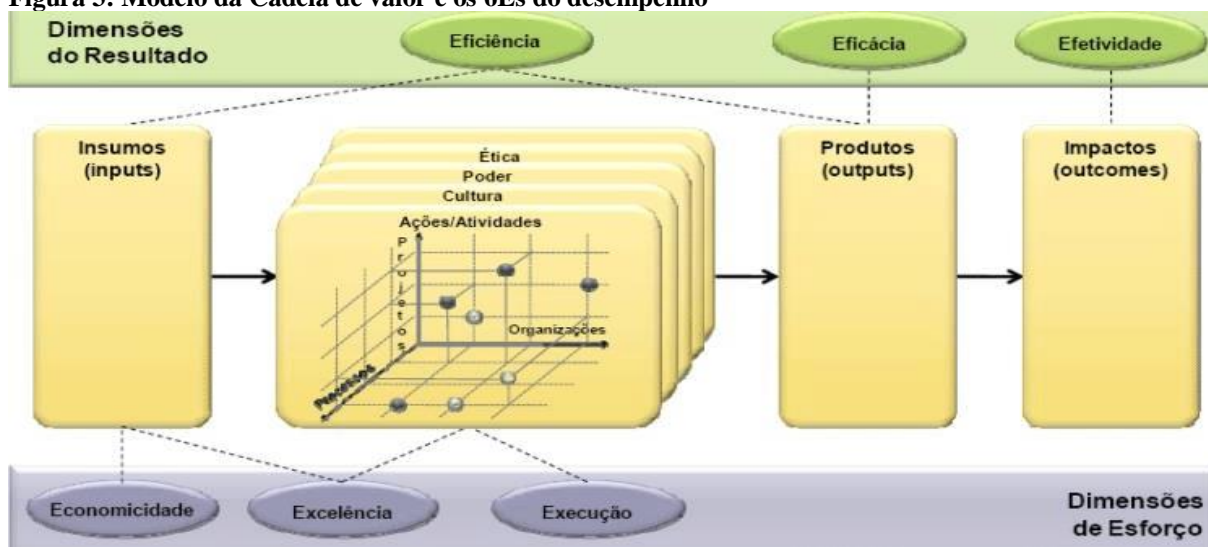 Figura 3: Modelo da Cadeia de valor e os 6Es do desempenho
Dimensões
do Resultado
Eficiência
Eficácia
Efetividade
Insumos
(inputs)
Ética
Poder
Cultura
Ações/Atividades
Projetos
Organizações
Processos
Produtos
(outputs)
Impactos
(outcomes)
Economicidade
Excelência
Execução
Dimensões
de Esforço